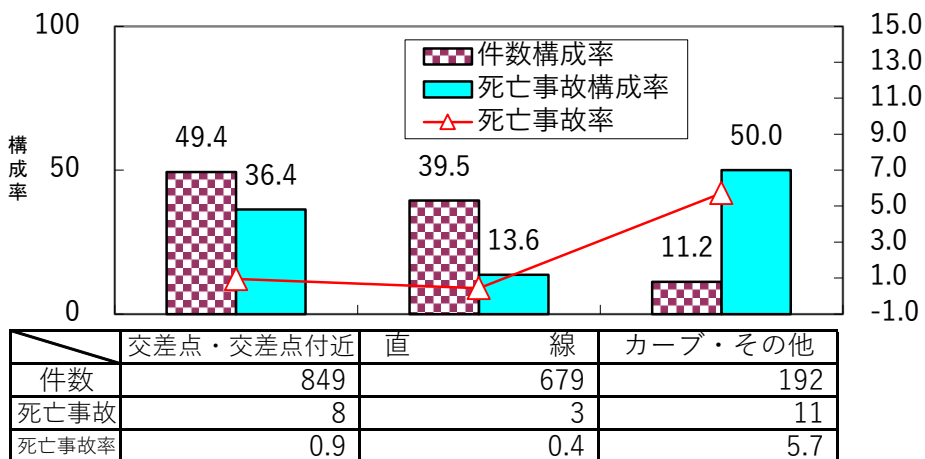 100
50
0
構成率
15.0
13.0
11.0
9.0
7.0
5.0
3.0
1.0
-1.0
件数構成率
死亡事故構成率
死亡事故率
49.4
36.4
39.5
13.6
11.2
50.0
交差点・交差点付近 直 線 カーブ・その他
件数 849 679 192
死亡事故 8 3 11
死亡事故率 0.9 0.4 5.7